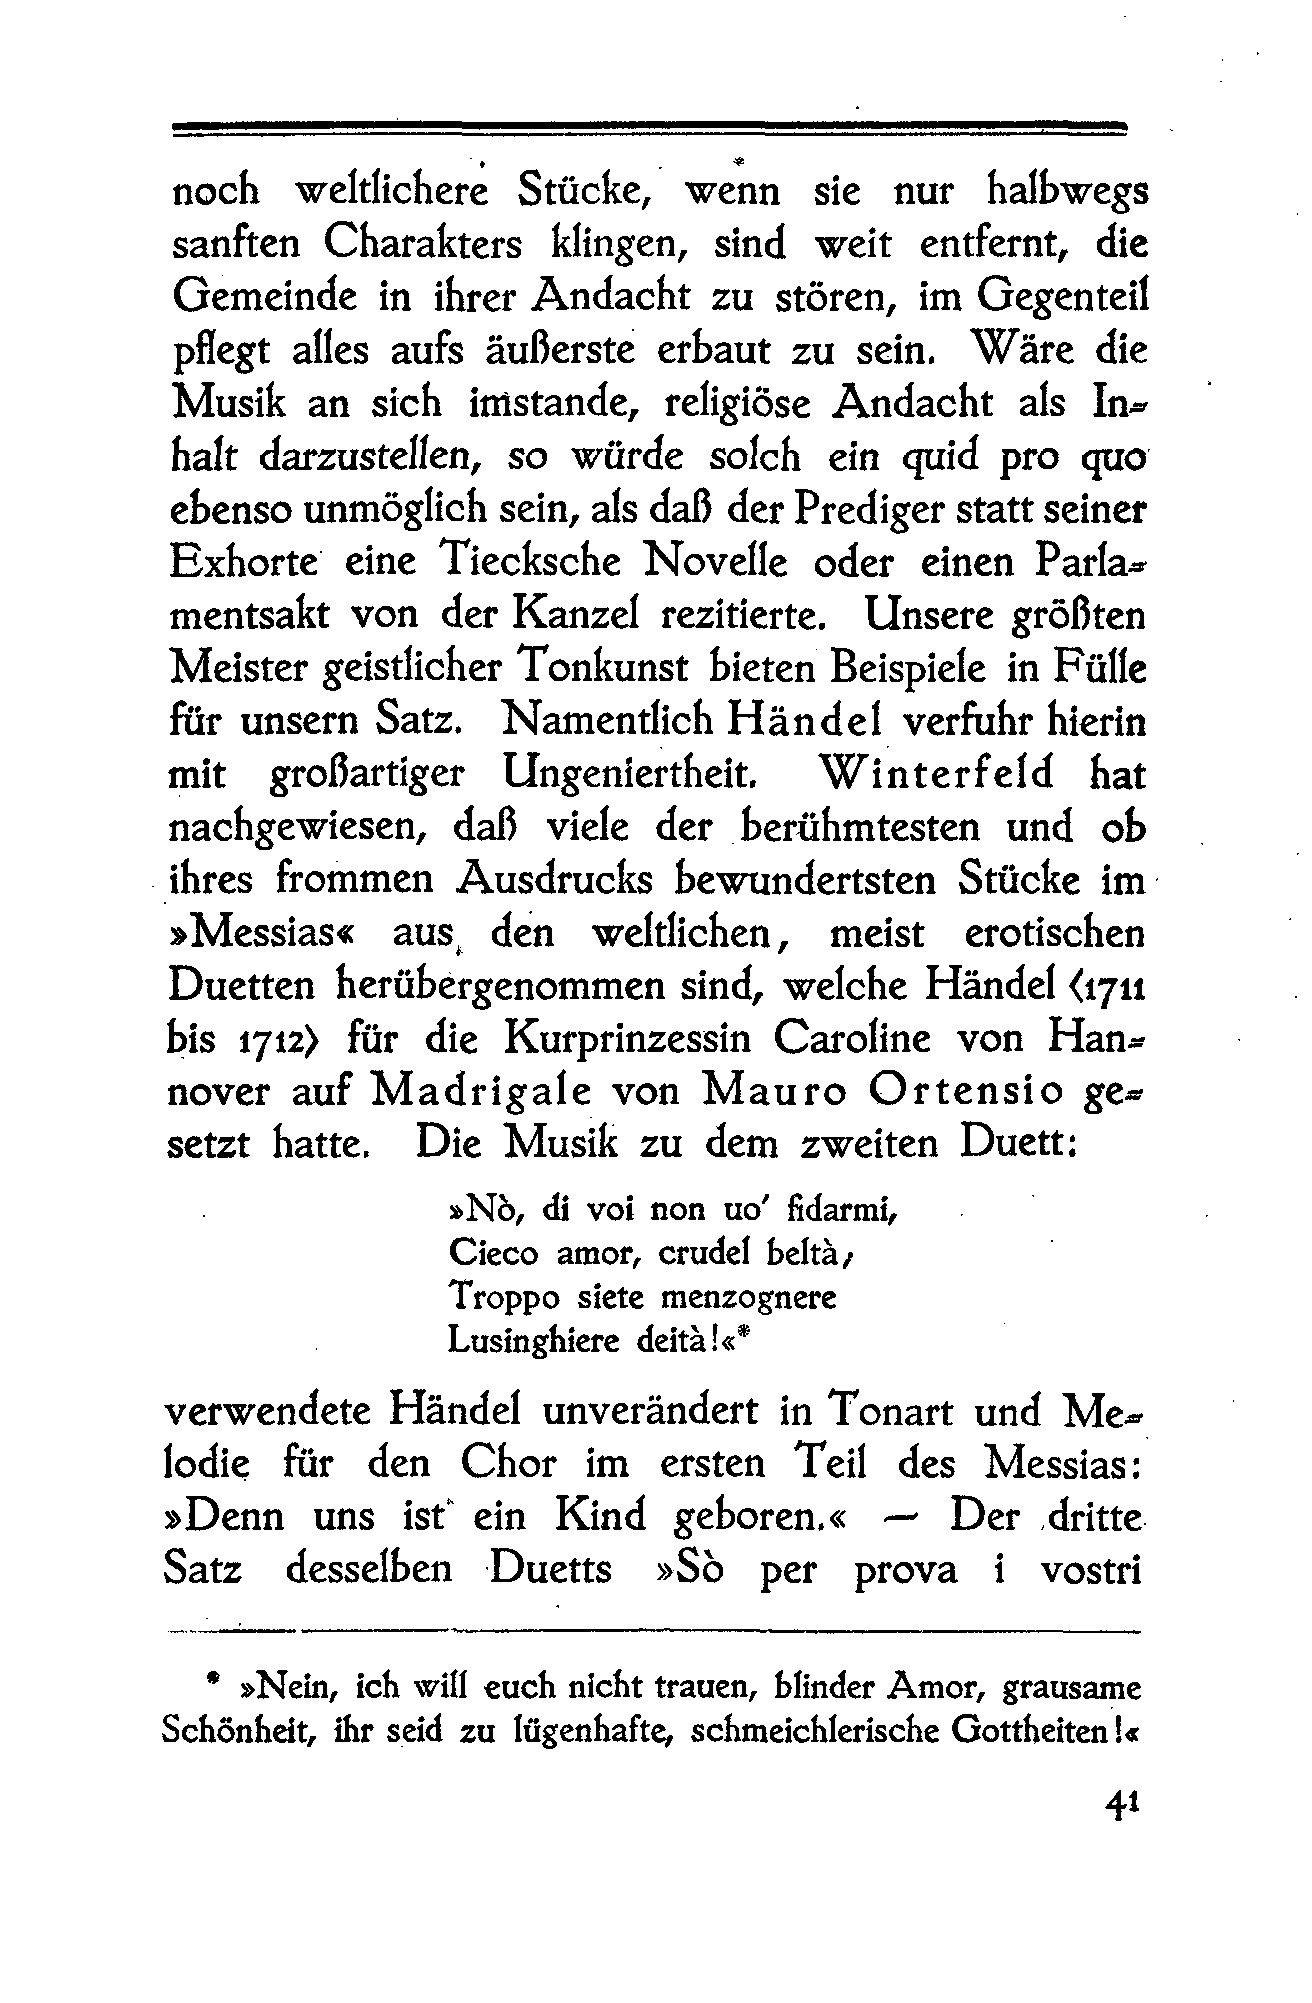 noch weltlichere Stücke, wenn sie nur halbwegs
sanften Charakters klingen, sind weit entfernt, die
Gemeinde in ihrer Andacht zu stören, im Gegenteil
pflegt alles aufs äußerste erbaut zu sein. Wäre die
Musik an sich imstande, religiöse Andacht als In-
halt darzustellen, so würde solch ein quid pro quo
ebenso unmöglich sein, als daß der Prediger statt seiner
Exhorte eine Tiecksche Novelle oder einen Parla-
mentsakt von der Kanzel rezitierte. Unsere größten
Meister geistlicher Tonkunst bieten Beispiele in Fülle
für unsern Satz. Namentlich Händel verfuhr hierin
mit großartiger Ungeniertheit. Winterfeld hat
nachgewiesen, daß viele der berühmtesten und ob
ihres frommen Ausdrucks bewundertsten Stücke im
»Messias« aus den weltlichen, meist erotischen
Duetten herübergenommen sind, welche Händel (1711
bis 1712) für die Kurprinzessin Caroline von Han-
nover auf Madrigale von Mauro Ortensio ge-
setzt hatte. Die Musik zu dem zweiten Duett:
»Nò, di voi non uo' fidarmi,
Cieco amor, crudel beltà;
Troppo siete menzognere
Lusinghiere deità!«*
verwendete Händel unverändert in Tonart und Me-
lodie für den Chor im ersten Teil des Messias:
»Denn uns ist ein Kind geboren.« — Der dritte
Satz desselben Duetts »Sò per prova i vostri
* »Nein, ich will euch nicht trauen, blinder Amor, grausame
Schönheit, ihr seid zu lügenhafte, schmeichlerische Gottheiten!«
41